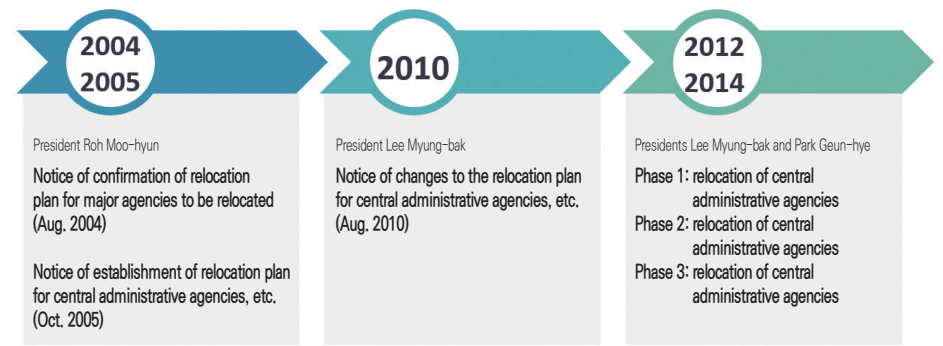 2004
2005
President Roh Moo-hyun
Notice of confirmation of relocation
plan for major agencies to be relocated
(Aug. 2004)
Notice of establishment of relocation plan
for central administrative agencies, etc.
(Oct. 2005)
2010
President Lee Myung-bak
Notice of changes to the relocation plan
for central administrative agencies, etc.
(Aug. 2010)
2012
2014
Presidents Lee Myung-bak and Park Geun-hye
Phase 1: relocation of central
administrative agencies
Phase 2: relocation of central
administrative agencies
Phase 3: relocation of central
administrative agencies